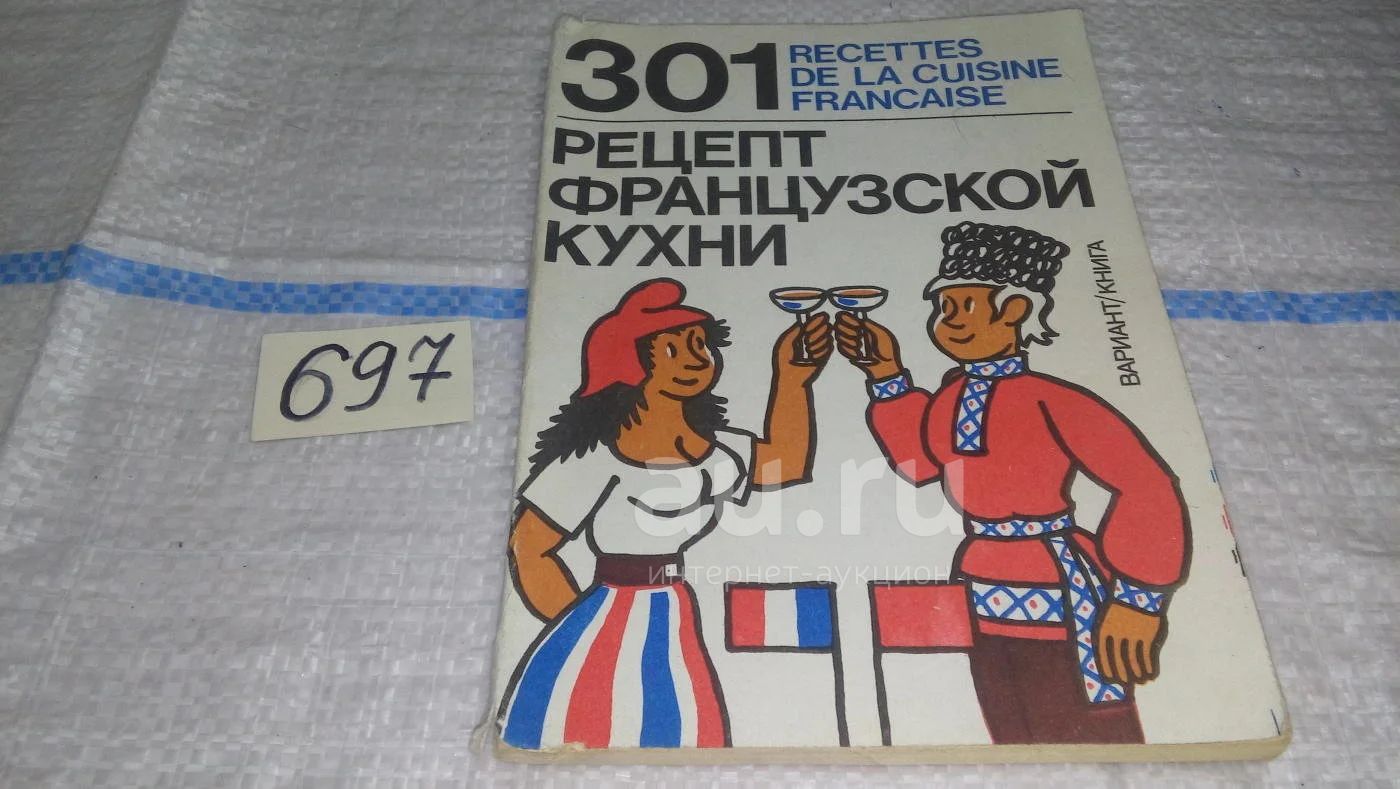 301
RECETTES
DE LA CUISINE
FRANCAISE
РЕЦЕПТ
ФРАНЦУЗСКОЙ
КУХНИ
ВАРИАНТ/КНИГА
697
au.ru
интернет-аукцион